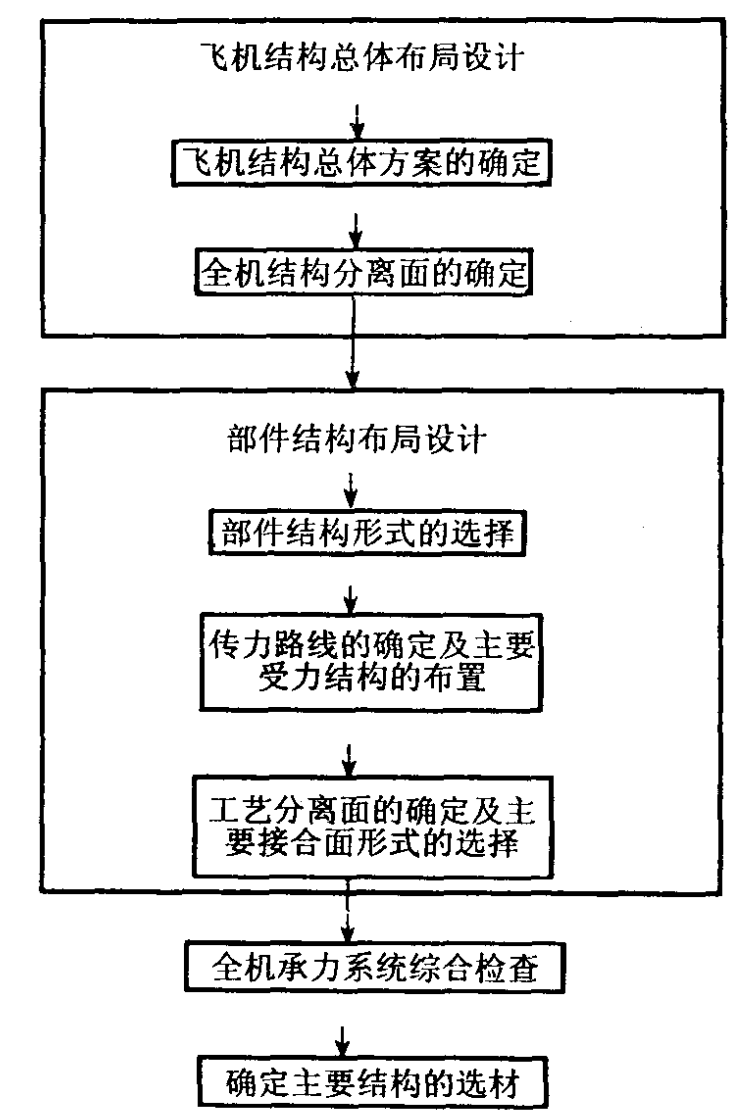 飞机结构总体布局设计
飞机结构总体方案的确定
全机结构分离面的确定
部件结构布局设计
部件结构形式的选择
传力路线的确定及主要
受力结构的布置
工艺分离面的确定及主
要接合面形式的选择
全机承力系统综合检查
确定主要结构的选材